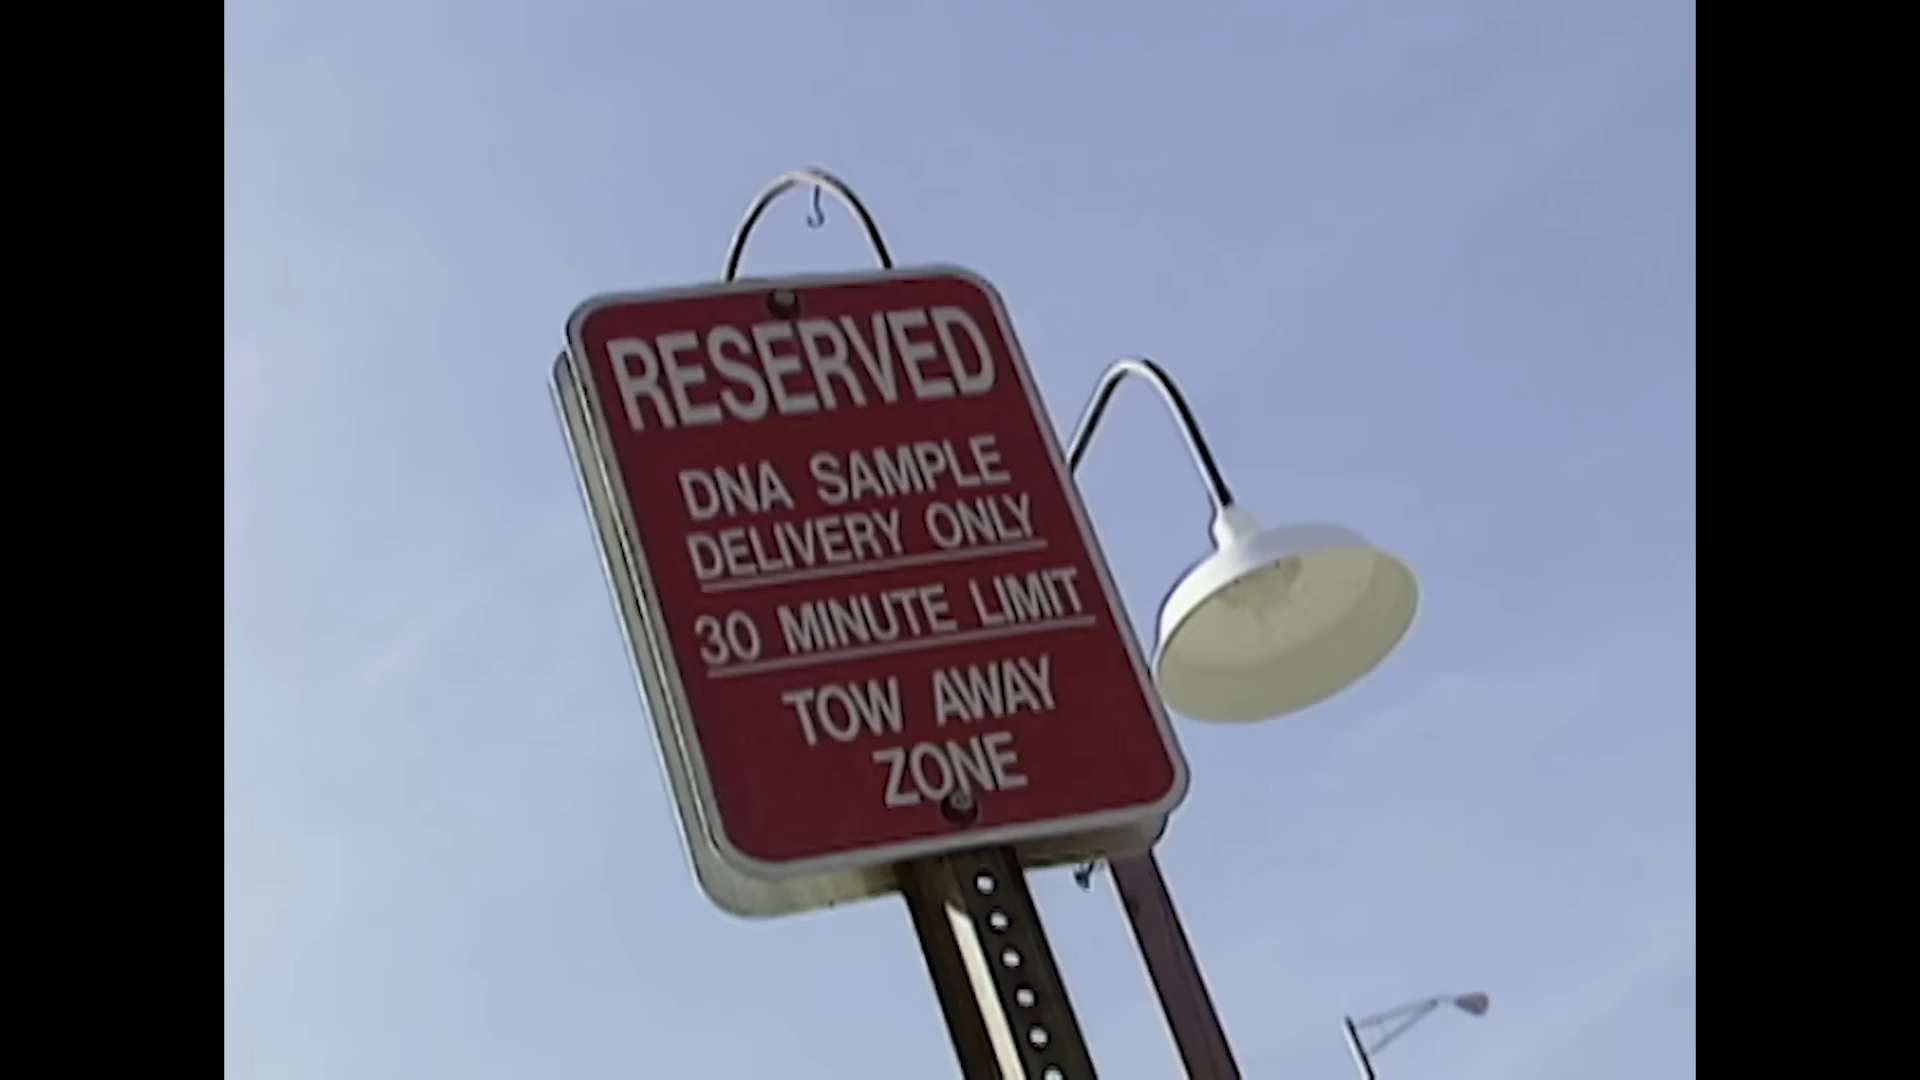 RESERVED
DNA SAMPLE
DELIVERY ONLY
30 MINUTE LIMIT
TOW AWAY
ZONE